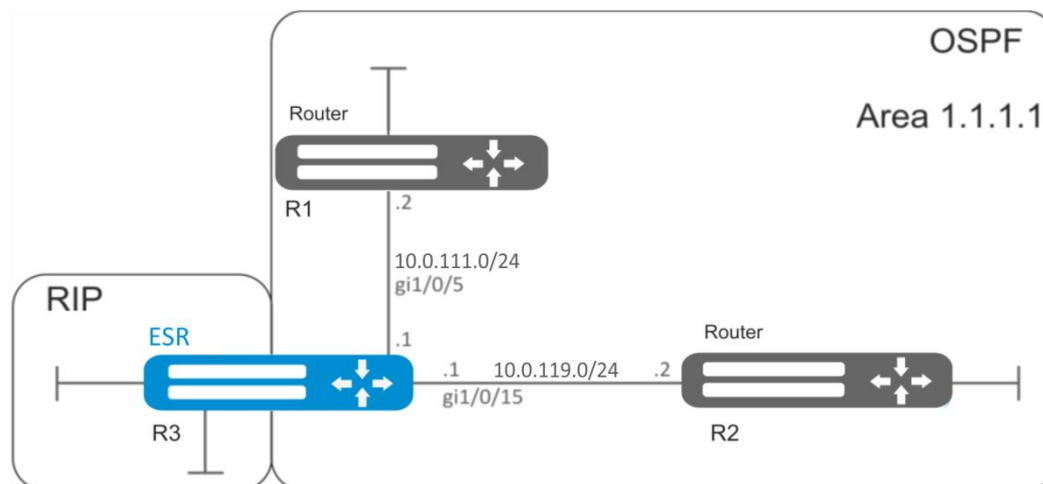 OSPF
Area 1.1.1.1
Router
R1
.2
10.0.111.0/24
gi1/0/5
RIP
ESR
.1
R3
.1
10.0.119.0/24
.2
gi1/0/15
Router
R2